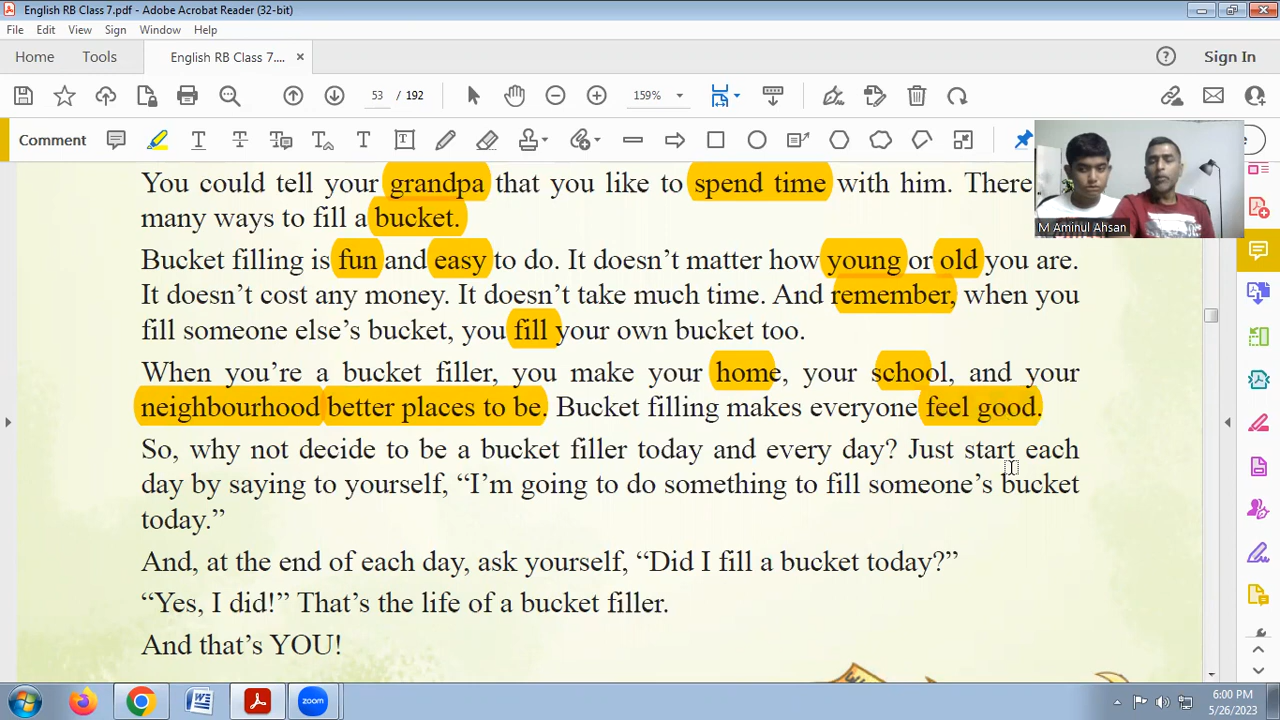 English RB Class 7.pdf - Adobe Acrobat Reader (32-bit)
File Edit View Sign Window Help
Home Tools English RB Class 7.... × Sign In
53 / 192 159%
Comment
You could tell your grandpa that you like to spend time with him. There
many ways to fill a bucket.
M Aminul Ahsan
Bucket filling is fun and easy to do. It doesn’t matter how young or old you are.
It doesn’t cost any money. It doesn’t take much time. And remember, when you
fill someone else’s bucket, you fill your own bucket too.
When you’re a bucket filler, you make your home, your school, and your
neighbourhood better places to be. Bucket filling makes everyone feel good.
So, why not decide to be a bucket filler today and every day? Just start each
day by saying to yourself, “I’m going to do something to fill someone’s bucket
today.”
And, at the end of each day, ask yourself, “Did I fill a bucket today?”
“Yes, I did!” That’s the life of a bucket filler.
And that’s YOU!
zoom
6:00 PM
5/26/2023